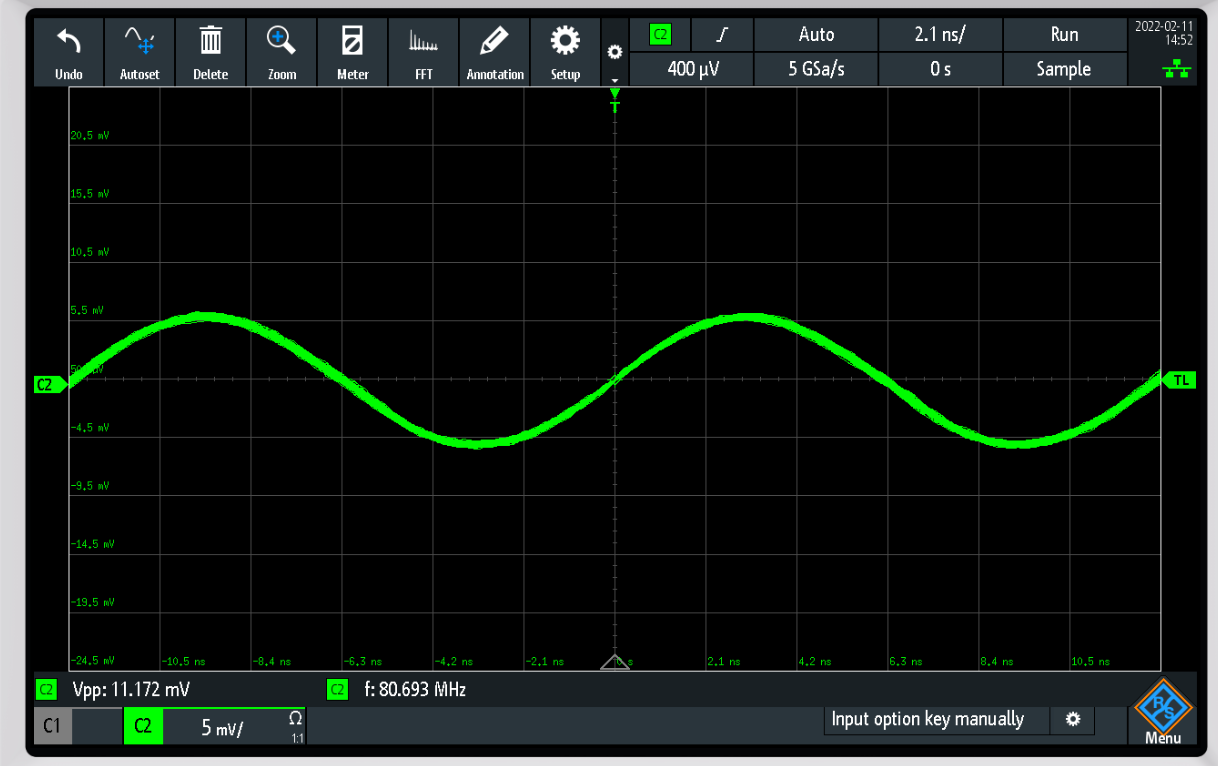 Undo
Autoset
Delete
Zoom
Meter
FFT
Annotation
Setup
C2
Auto
2.1 ns/
Run
2022-02-11
14:52
400 µV
5 GSa/s
0 s
Sample
T
20.5 mV
15.5 mV
10.5 mV
5.5 mV
C2
TL
-4.5 mV
-9.5 mV
-14.5 mV
-19.5 mV
-24.5 mV
-10.5 ns
-8.4 ns
-6.3 ns
-4.2 ns
-2.1 ns
0 s
2.1 ns
4.2 ns
6.3 ns
8.4 ns
10.5 ns
C2 Vpp: 11.172 mV
C2 f: 80.693 MHz
C1
C2
5 mV/
Ω
1:1
Input option key manually
R&S
Menu